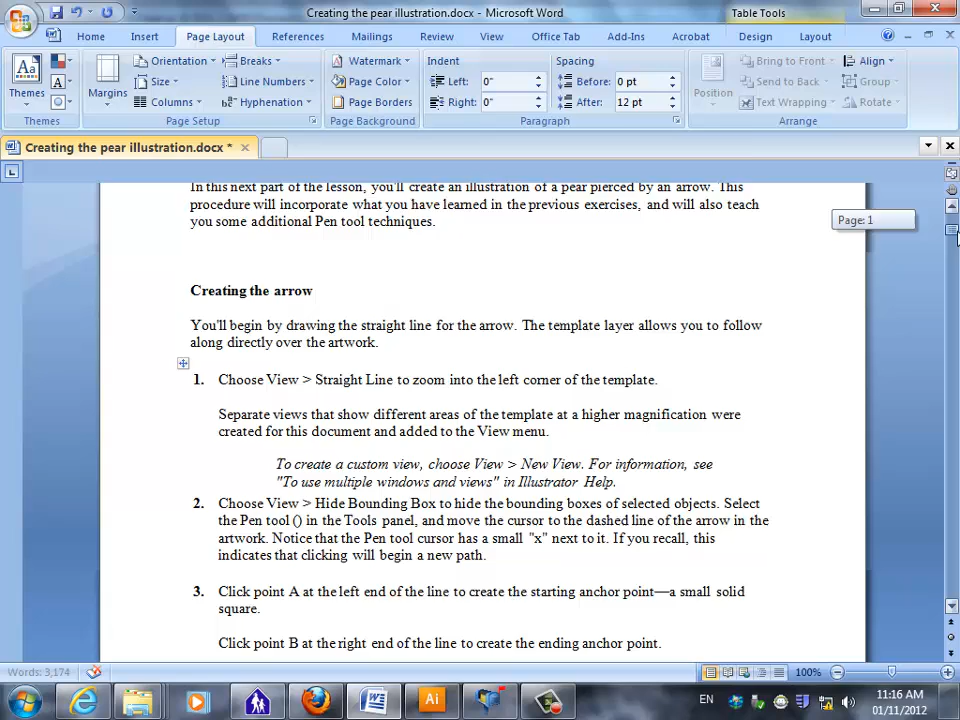 Creating the pear illustration.docx - Microsoft Word
Table Tools
Home Insert Page Layout References Mailings Review View Office Tab Add-Ins Acrobat Design Layout
Themes
Aa
A
Margins
Orientation
Size
Columns
Breaks
Line Numbers
Hyphenation
Watermark
Page Color
Page Borders
Indent
Left: 0"
Right: 0"
Spacing
Before: 0 pt
After: 12 pt
Position
Bring to Front
Send to Back
Text Wrapping
Align
Group
Rotate
Themes Page Setup Page Background Paragraph Arrange
Creating the pear illustration.docx *
In this next part of the lesson, you'll create an illustration of a pear pierced by an arrow. This
procedure will incorporate what you have learned in the previous exercises, and will also teach
you some additional Pen tool techniques.
Page: 1
Creating the arrow
You'll begin by drawing the straight line for the arrow. The template layer allows you to follow
along directly over the artwork.
1. Choose View > Straight Line to zoom into the left corner of the template.
Separate views that show different areas of the template at a higher magnification were
created for this document and added to the View menu.
To create a custom view, choose View > New View. For information, see
"To use multiple windows and views" in Illustrator Help.
2. Choose View > Hide Bounding Box to hide the bounding boxes of selected objects. Select
the Pen tool () in the Tools panel, and move the cursor to the dashed line of the arrow in the
artwork. Notice that the Pen tool cursor has a small "x" next to it. If you recall, this
indicates that clicking will begin a new path.
3. Click point A at the left end of the line to create the starting anchor point—a small solid
square.
Click point B at the right end of the line to create the ending anchor point.
Words: 3,174
100%
Ai
EN
11:16 AM
01/11/2012